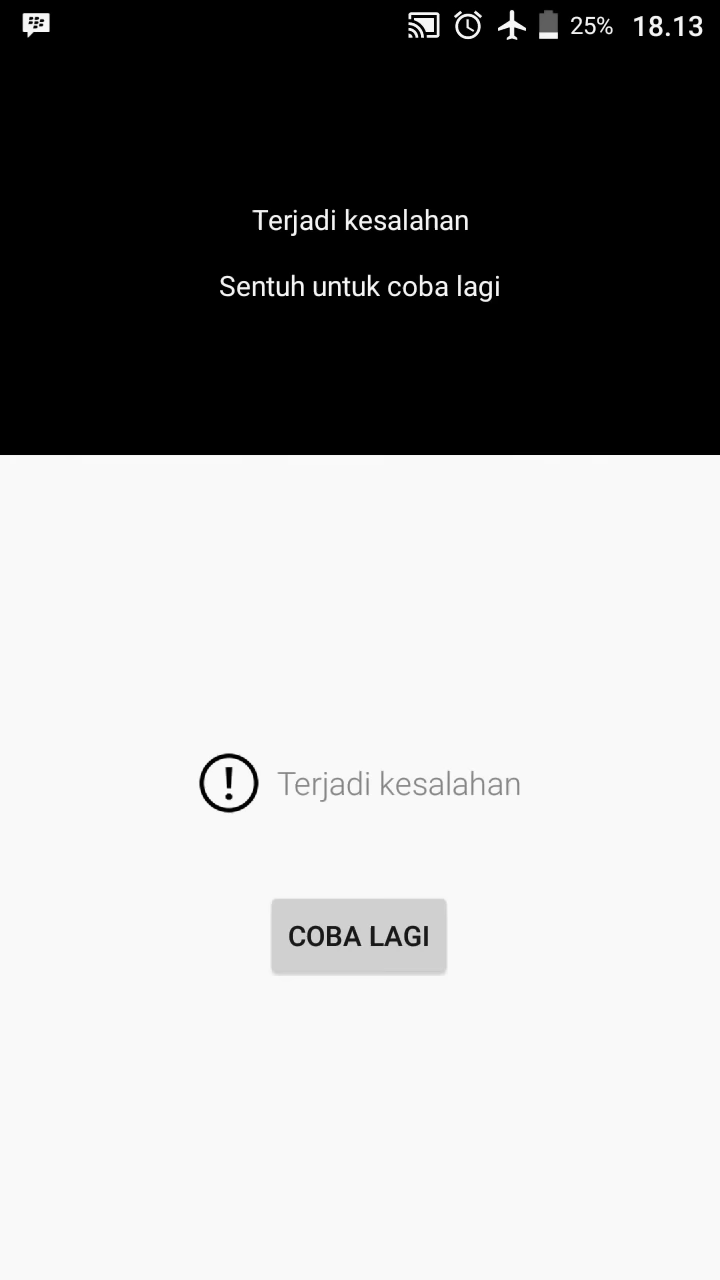 25% 18.13
Terjadi kesalahan
Sentuh untuk coba lagi
! Terjadi kesalahan
COBA LAGI